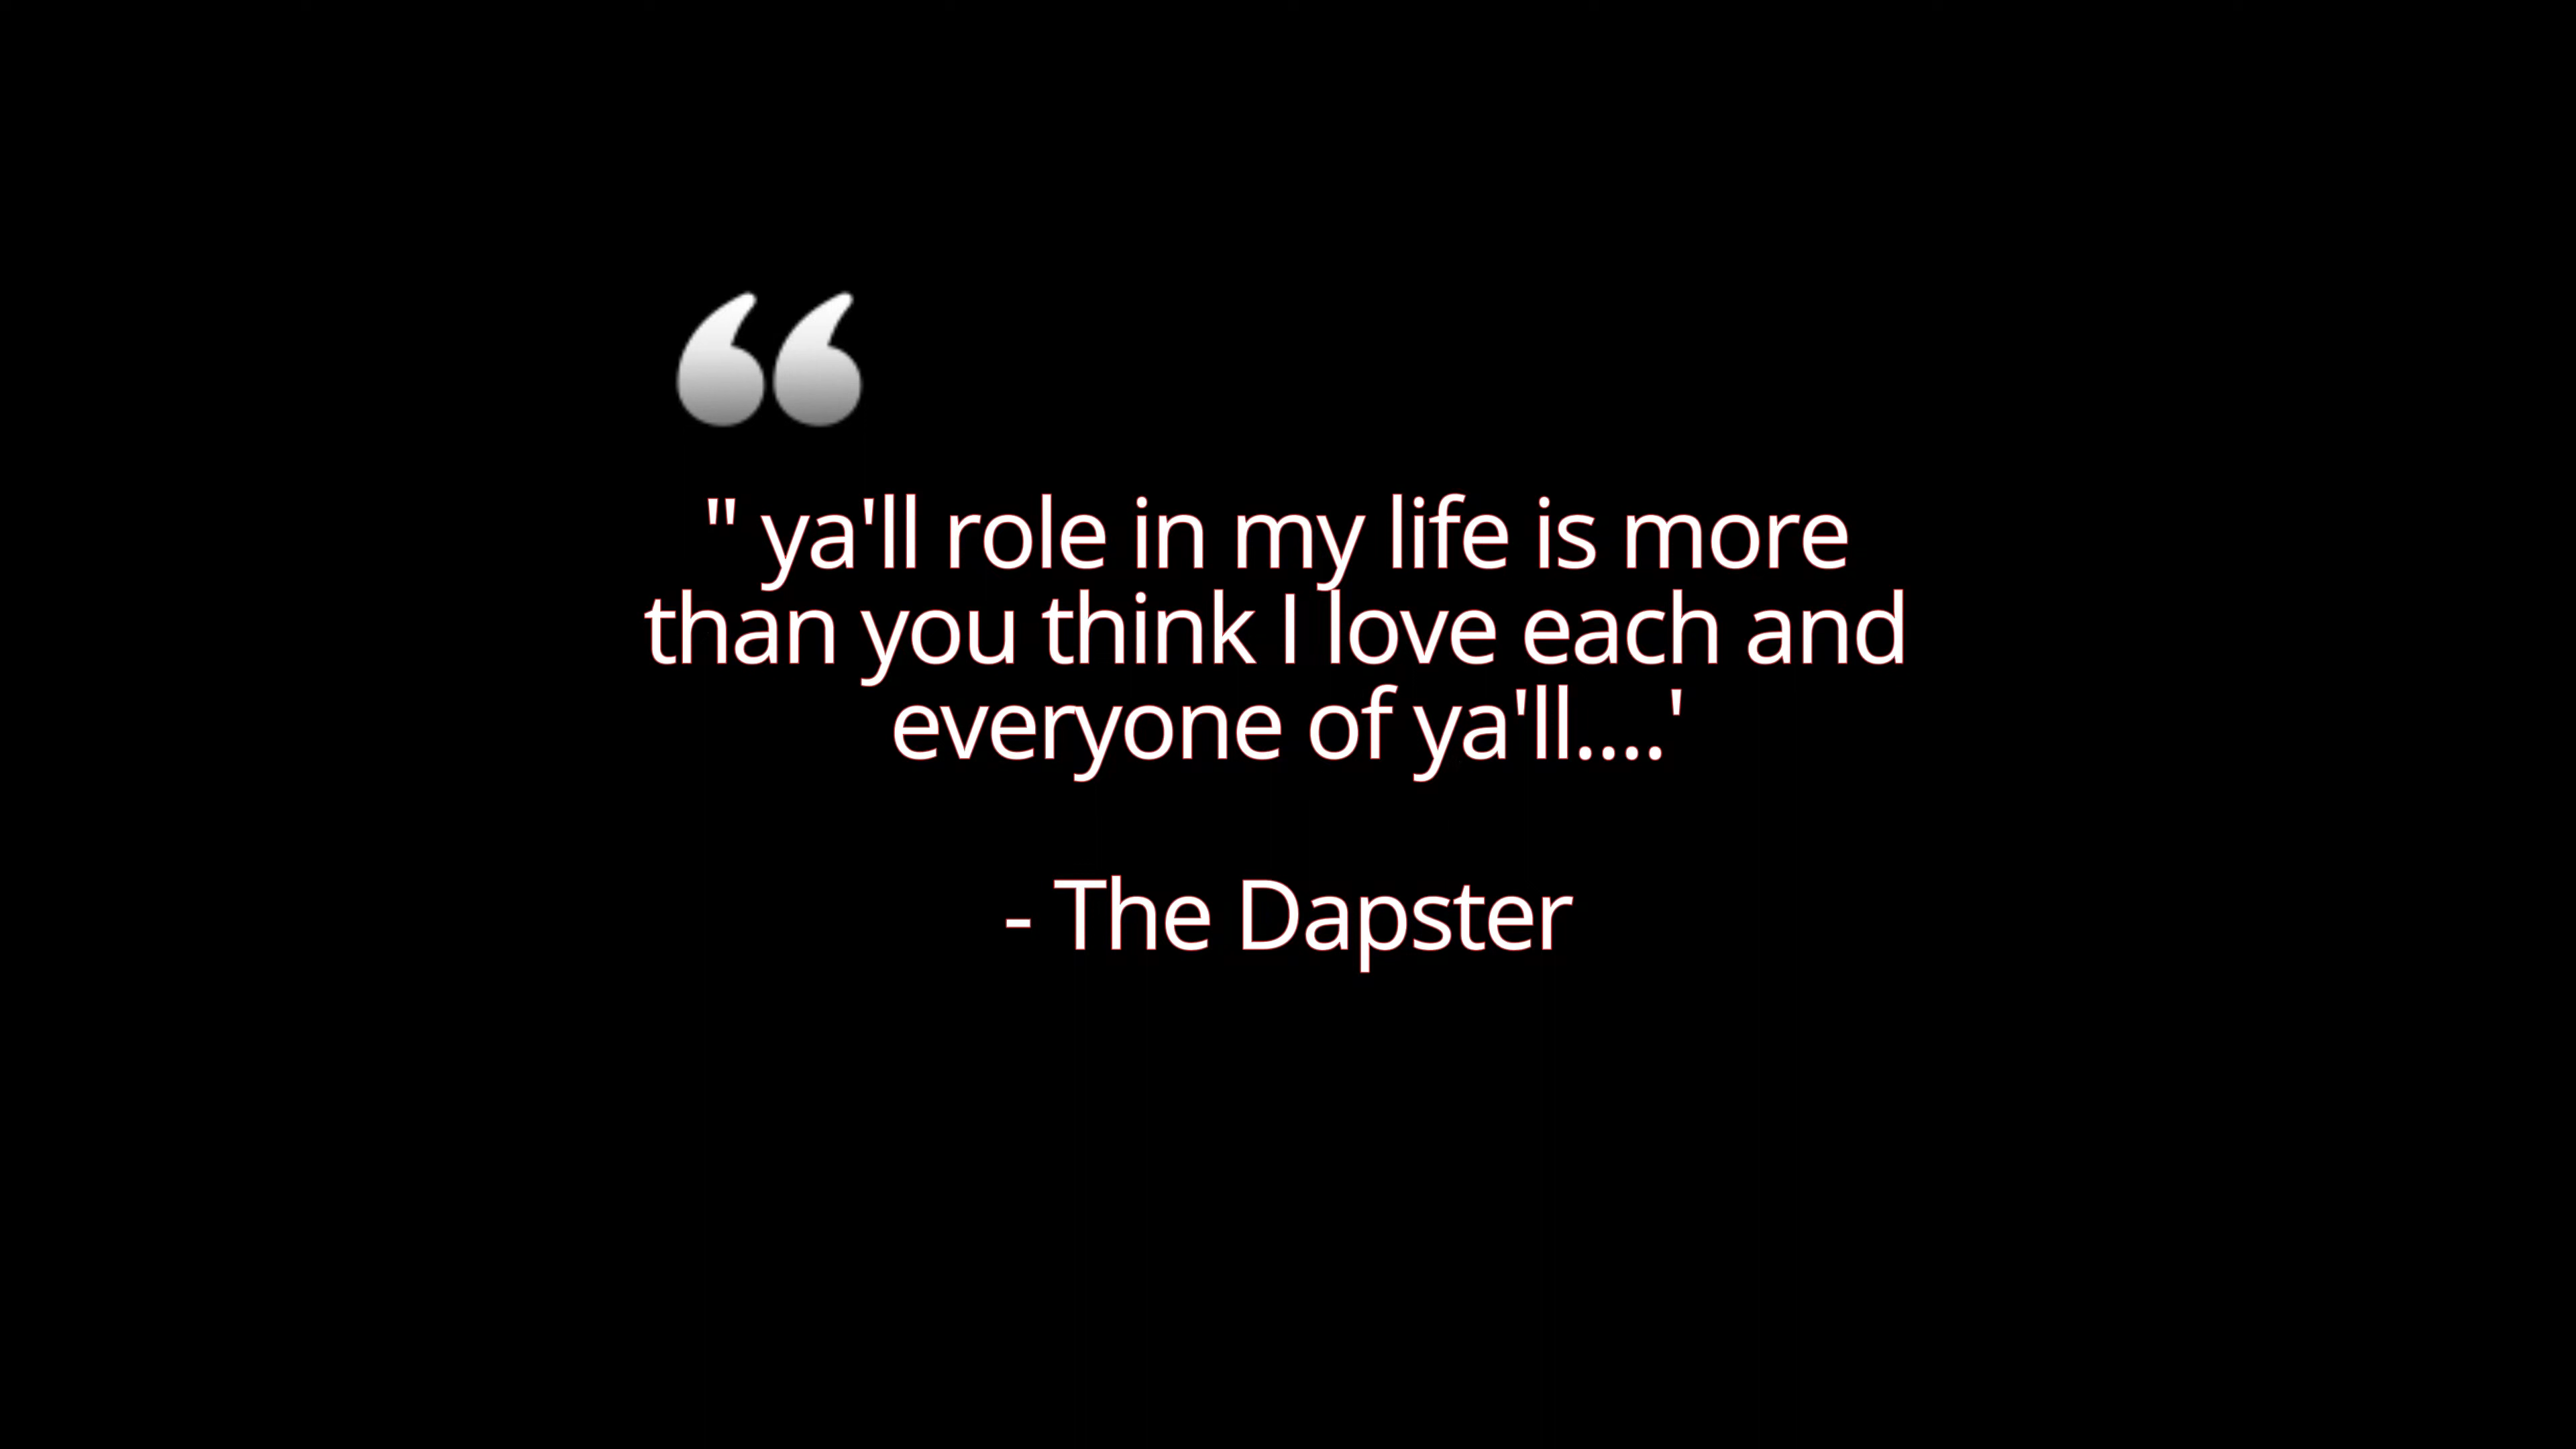 “
" ya'll role in my life is more
than you think I love each and
everyone of ya'll....'
- The Dapster